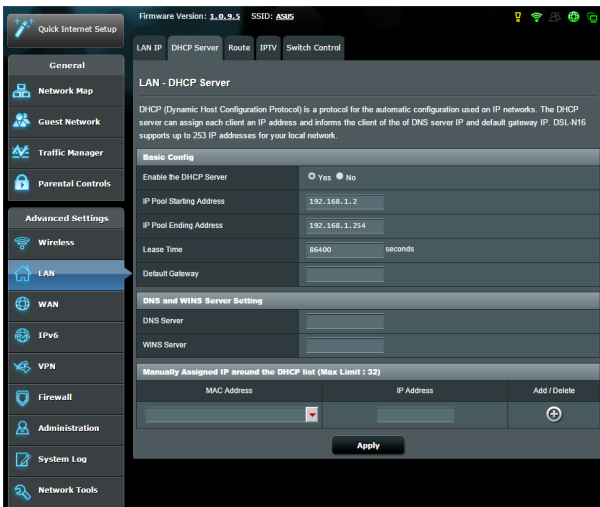 Quick Internet Setup
General
Network Map
Guest Network
Traffic Manager
Parental Controls
Advanced Settings
Wireless
LAN
WAN
IPv6
VPN
Firewall
Administration
System Log
Network Tools
Firmware Version: 1.0.9.5 SSID: ASUS
LAN IP DHCP Server Route IPTV Switch Control
LAN - DHCP Server
DHCP (Dynamic Host Configuration Protocol) is a protocol for the automatic configuration used on IP networks. The DHCP
server can assign each client an IP address and informs the client of the of DNS server IP and default gateway IP. DSL-N16
supports up to 253 IP addresses for your local network.
Basic Config
Enable the DHCP Server Yes No
IP Pool Starting Address 192.168.1.2
IP Pool Ending Address 192.168.1.254
Lease Time 86400 seconds
Default Gateway
DNS and WINS Server Setting
DNS Server
WINS Server
Manually Assigned IP around the DHCP list (Max Limit : 32)
MAC Address IP Address Add / Delete
Apply